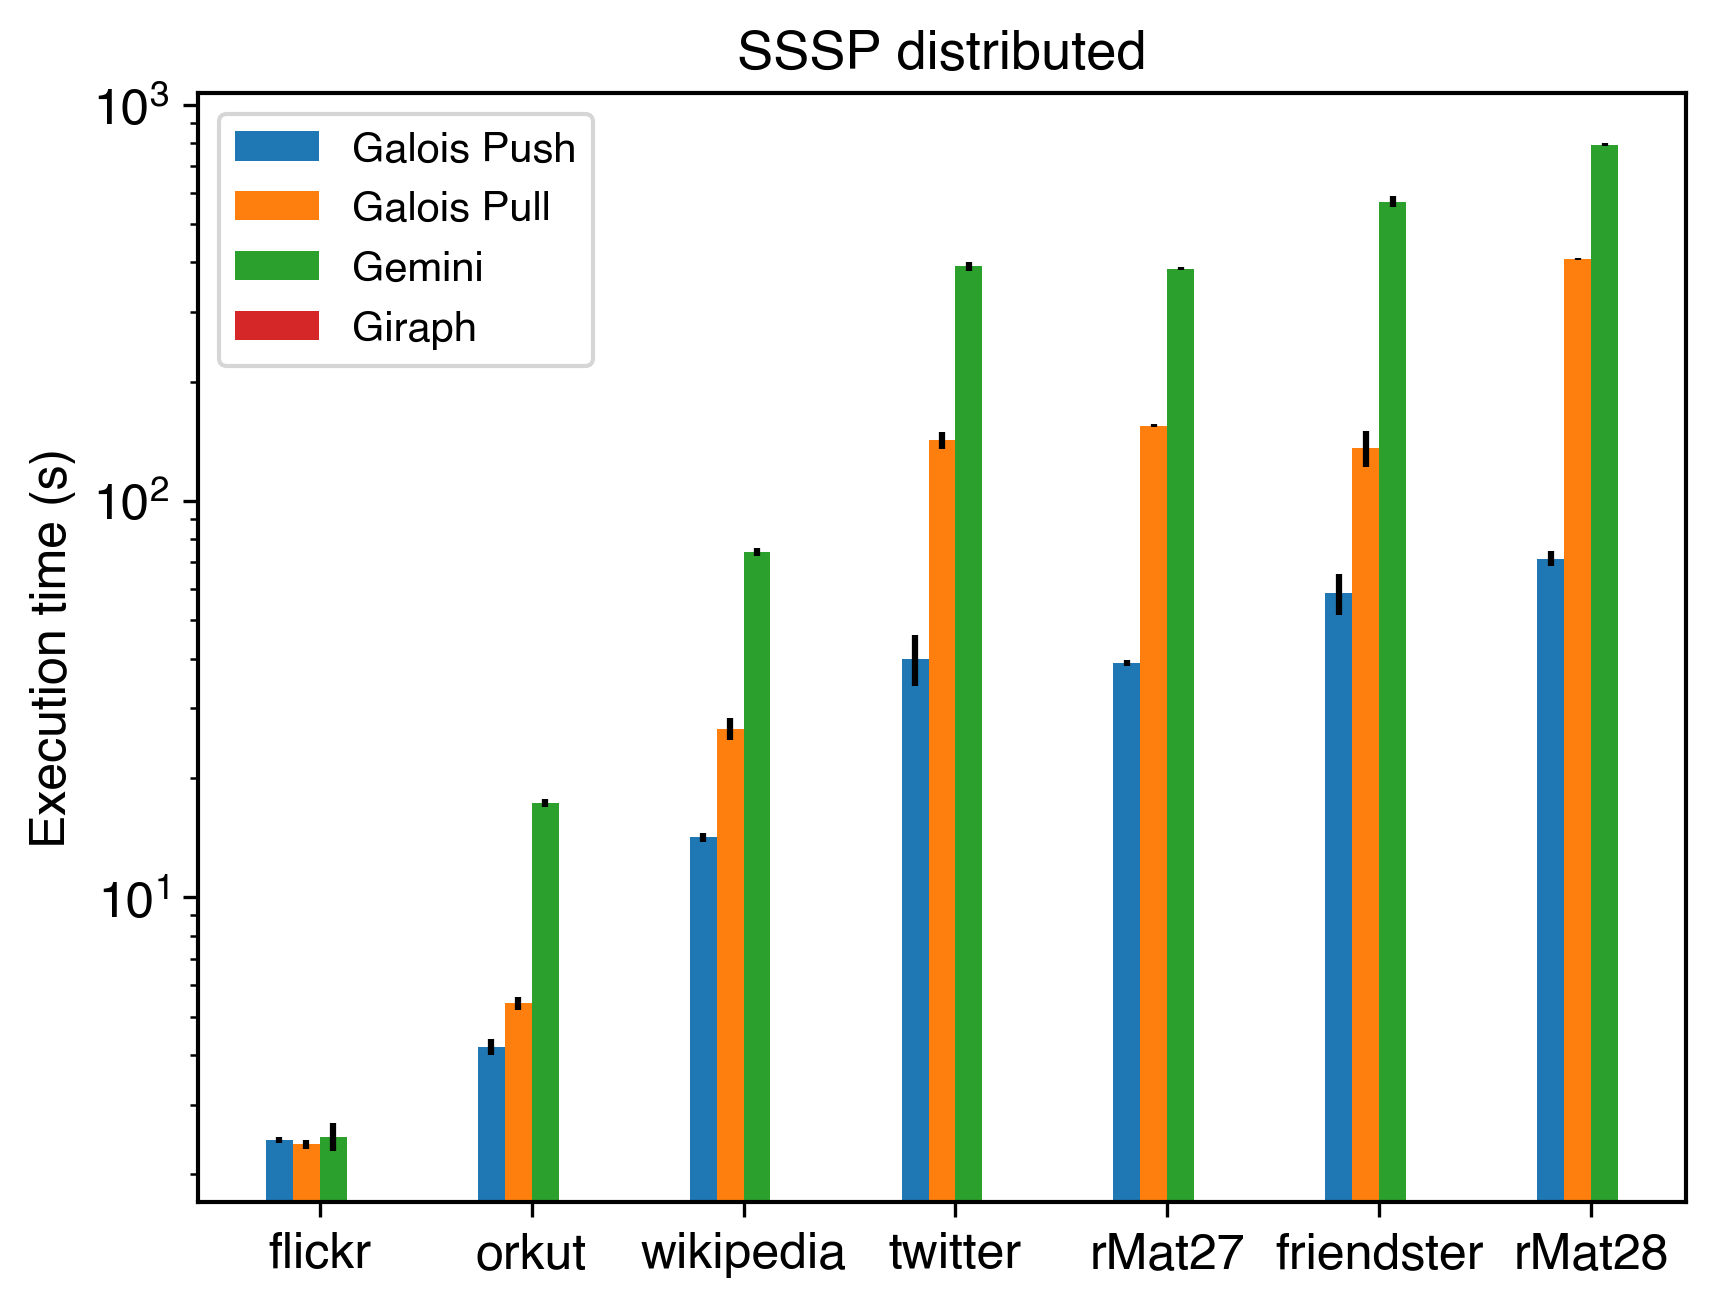 SSSP distributed
10³
10²
10¹
Execution time (s)
Galois Push
Galois Pull
Gemini
Giraph
flickr orkut wikipedia twitter rMat27 friendster rMat28